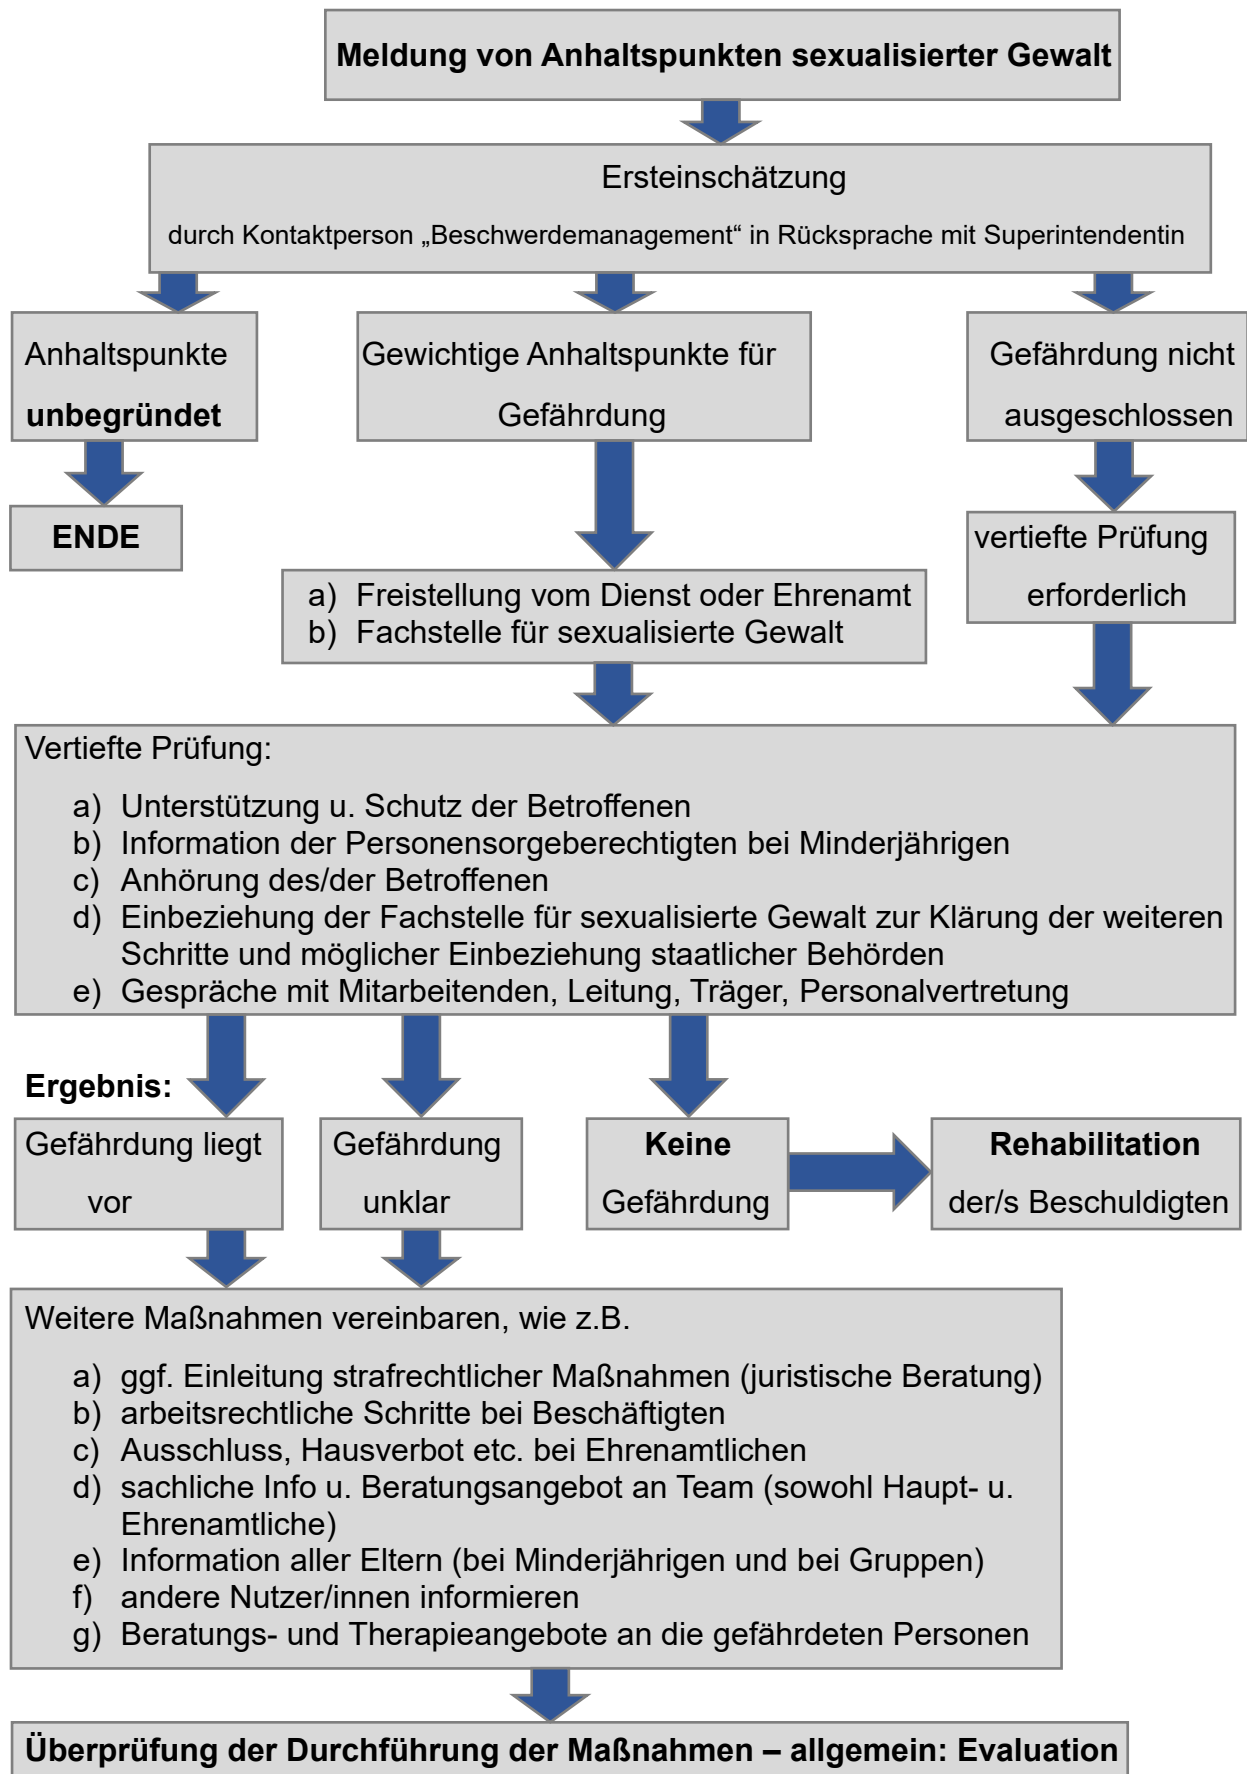 Meldung von Anhaltspunkten sexualisierter Gewalt
Ersteinschätzung
durch Kontaktperson „Beschwerdemanagement“ in Rücksprache mit Superintendentin
Anhaltspunkte
unbegründet
Gewichtige Anhaltspunkte für
Gefährdung
Gefährdung nicht
ausgeschlossen
ENDE
vertiefte Prüfung
erforderlich
a) Freistellung vom Dienst oder Ehrenamt
b) Fachstelle für sexualisierte Gewalt
Vertiefte Prüfung:
a) Unterstützung u. Schutz der Betroffenen
b) Information der Personensorgeberechtigten bei Minderjährigen
c) Anhörung des/der Betroffenen
d) Einbeziehung der Fachstelle für sexualisierte Gewalt zur Klärung der weiteren
Schritte und möglicher Einbeziehung staatlicher Behörden
e) Gespräche mit Mitarbeitenden, Leitung, Träger, Personalvertretung
Ergebnis:
Gefährdung liegt
vor
Gefährdung
unklar
Keine
Gefährdung
Rehabilitation
der/s Beschuldigten
Weitere Maßnahmen vereinbaren, wie z.B.
a) ggf. Einleitung strafrechtlicher Maßnahmen (juristische Beratung)
b) arbeitsrechtliche Schritte bei Beschäftigten
c) Ausschluss, Hausverbot etc. bei Ehrenamtlichen
d) sachliche Info u. Beratungsangebot an Team (sowohl Haupt- u.
Ehrenamtliche)
e) Information aller Eltern (bei Minderjährigen und bei Gruppen)
f) andere Nutzer/innen informieren
g) Beratungs- und Therapieangebote an die gefährdeten Personen
Überprüfung der Durchführung der Maßnahmen – allgemein: Evaluation